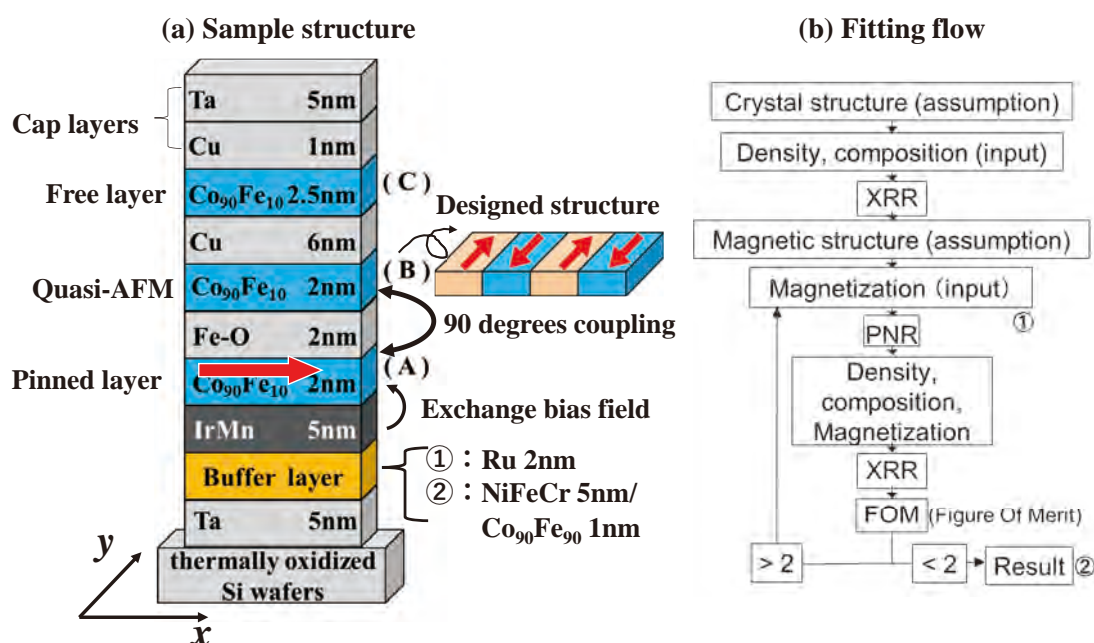 (a) Sample structure
Ta 5nm
Cap layers
Cu 1nm
Free layer
Co90Fe10 2.5nm
(C)
Designed structure
Cu 6nm
Quasi-AFM
Co90Fe10 2nm
(B)
Fe-O 2nm
90 degrees coupling
Pinned layer
Co90Fe10 2nm
(A)
IrMn 5nm
Exchange bias field
Buffer layer
①：Ru 2nm
②：NiFeCr 5nm/
Co90Fe90 1nm
Ta 5nm
thermally oxidized
Si wafers
y
x
(b) Fitting flow
Crystal structure (assumption)
Density, composition (input)
XRR
Magnetic structure (assumption)
Magnetization (input)
①
PNR
Density,
composition,
Magnetization
XRR
FOM (Figure Of Merit)
> 2
< 2
Result ②